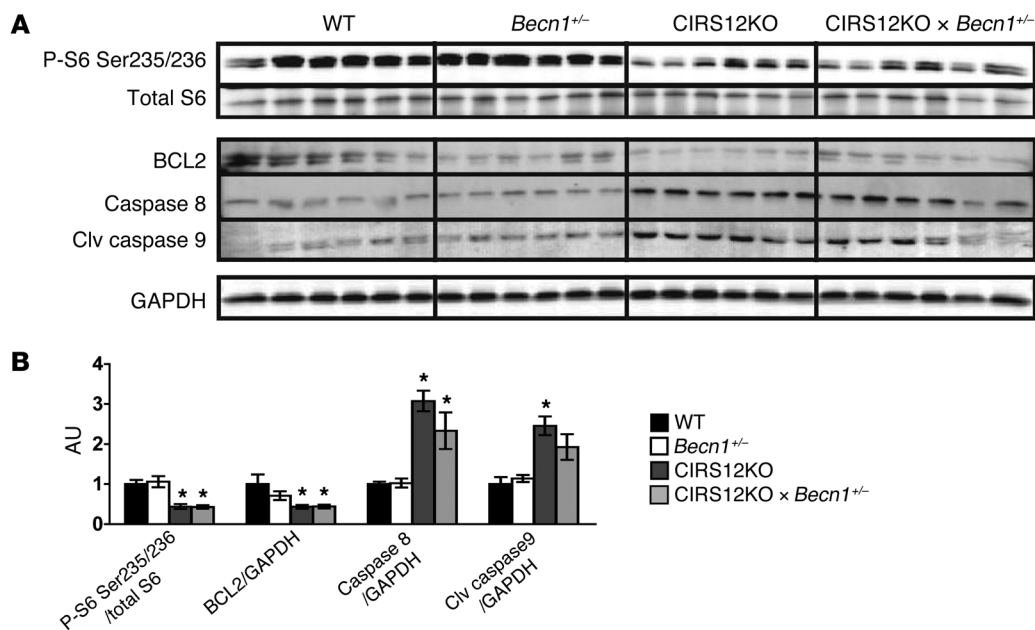 A
WT Becn1+/− CIRS12KO CIRS12KO × Becn1+/−
P-S6 Ser235/236
Total S6
BCL2
Caspase 8
Clv caspase 9
GAPDH
B
AU
4
3
2
1
0
* * * * * * *
P-S6 Ser235/236
/total S6
BCL2/GAPDH
Caspase 8
/GAPDH
Clv caspase9
/GAPDH
WT
Becn1+/−
CIRS12KO
CIRS12KO × Becn1+/−